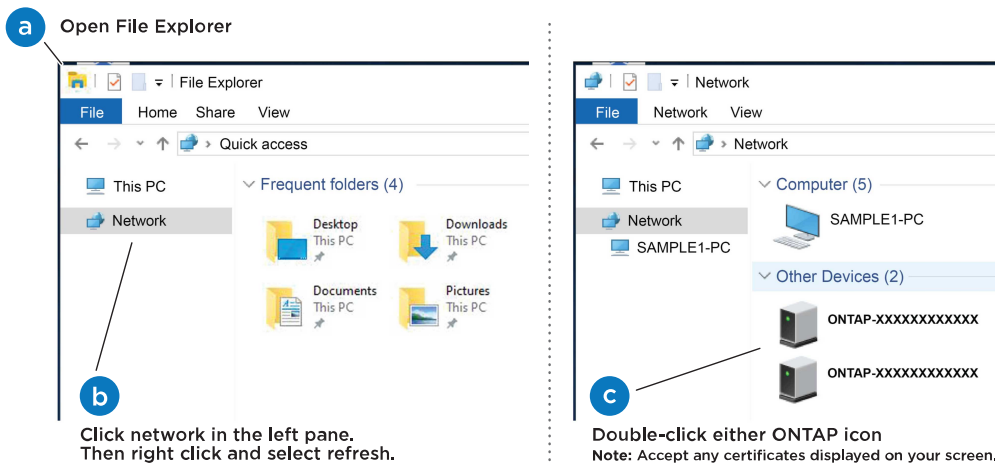 a Open File Explorer
File Explorer
File Home Share View
Quick access
This PC
Network
Frequent folders (4)
Desktop
This PC
Downloads
This PC
Documents
This PC
Pictures
This PC
b
Click network in the left pane.
Then right click and select refresh.
Network
File Network View
Network
This PC
Network
SAMPLE1-PC
Computer (5)
SAMPLE1-PC
Other Devices (2)
ONTAP-XXXXXXXXXXXX
ONTAP-XXXXXXXXXXXX
c
Double-click either ONTAP icon
Note: Accept any certificates displayed on your screen,